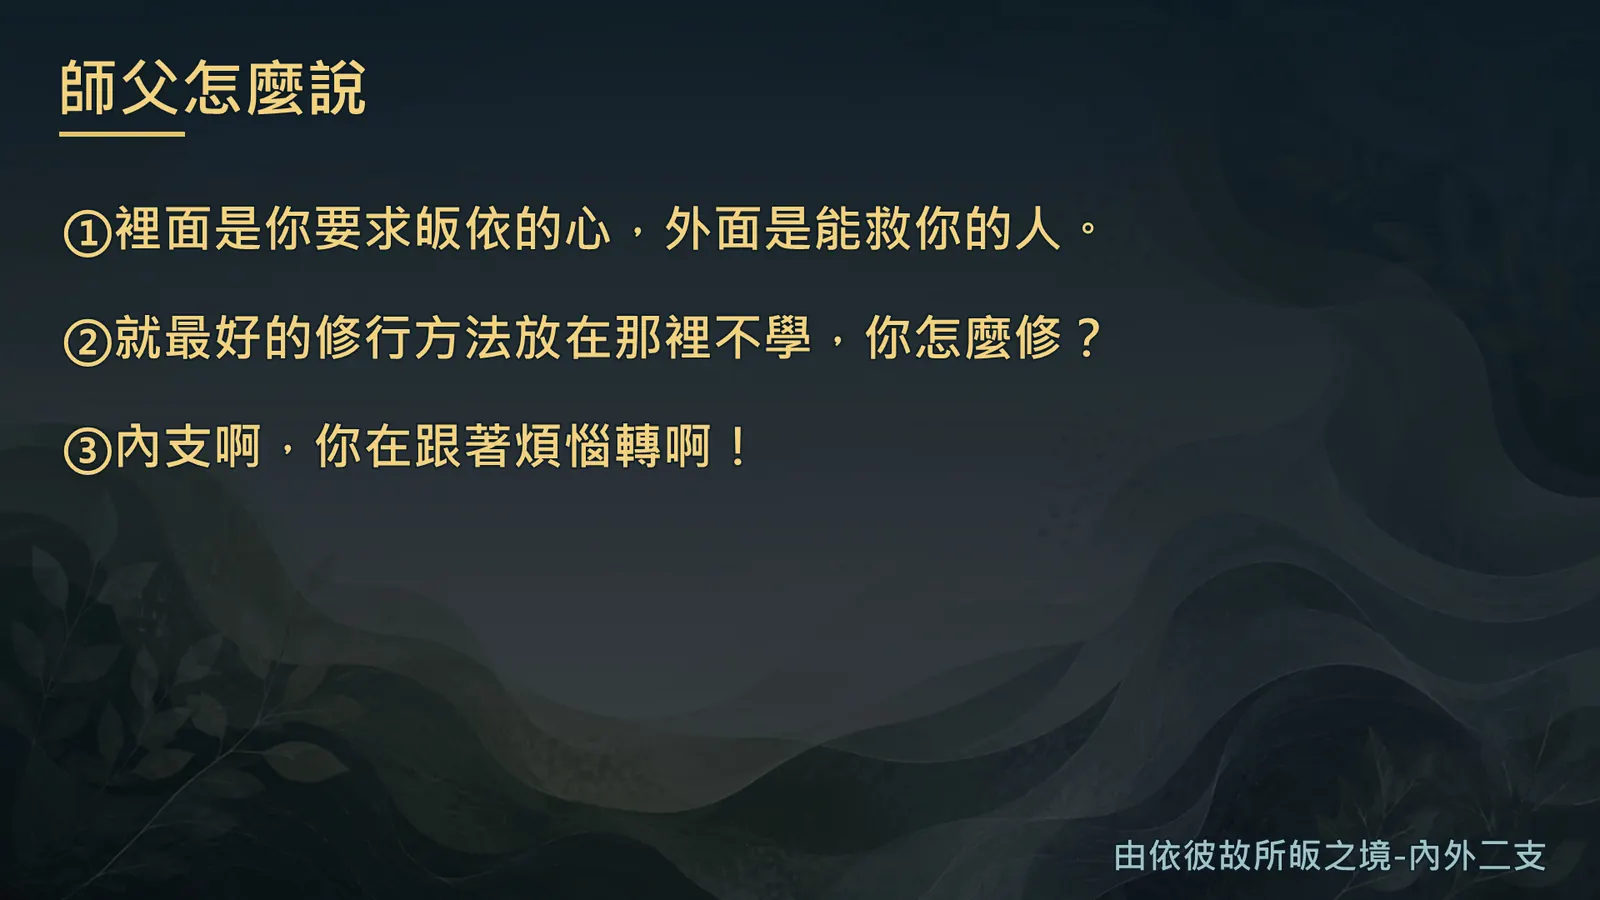 師父怎麼說
①裡面是你要求皈依的心，外面是能救你的人。
②就最好的修行方法放在那裡不學，你怎麼修？
③內支啊，你在跟著煩惱轉啊！
由依彼故所皈之境-內外二支